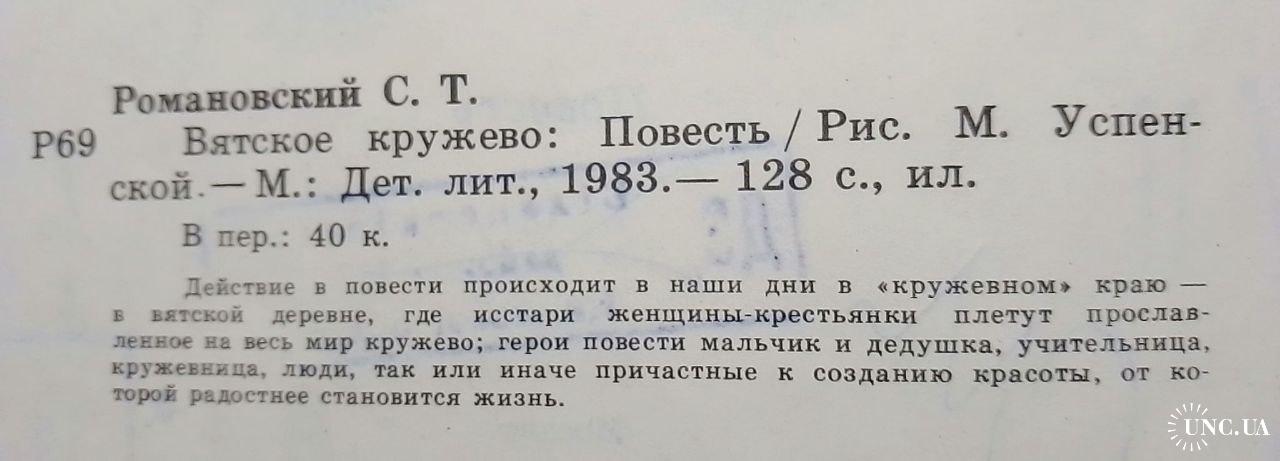 Романовский С. Т.
Р69 Вятское кружево: Повесть / Рис. М. Успен-
ской. — М.: Дет. лит., 1983. — 128 с., ил.
В пер.: 40 к.
Действие в повести происходит в наши дни в «кружевном» краю —
в вятской деревне, где исстари женщины-крестьянки плетут прослав-
ленное на весь мир кружево; герои повести мальчик и дедушка, учительница,
кружевница, люди, так или иначе причастные к созданию красоты, от ко-
торой радостнее становится жизнь.
UNC.UA